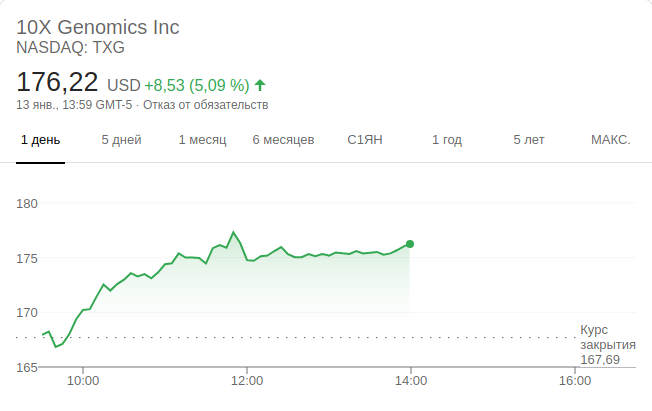 10X Genomics Inc
NASDAQ: TXG
176,22 USD +8,53 (5,09 %)
13 янв., 13:59 GMT-5 · Отказ от обязательств
1 день 5 дней 1 месяц 6 месяцев С1ЯН 1 год 5 лет МАКС.
180
175
170
165
Курс
закрытия
167,69
10:00 12:00 14:00 16:00